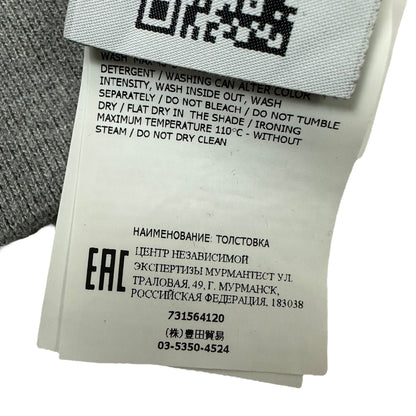 DETERGENT / WASHING CAN ALTER COLOR
INTENSITY, WASH INSIDE OUT, WASH
SEPARATELY / DO NOT BLEACH / DO NOT TUMBLE
DRY / FLAT DRY IN THE SHADE / IRONING
MAXIMUM TEMPERATURE 110°C - WITHOUT
STEAM / DO NOT DRY CLEAN
НАИМЕНОВАНИЕ: ТОЛСТОВКА
EAC
ЦЕНТР НЕЗАВИСИМОЙ
ЭКСПЕРТИЗЫ МУРМАНТЕСТ УЛ.
ТРАЛОВАЯ, 49, Г. МУРМАНСК,
РОССИЙСКАЯ ФЕДЕРАЦИЯ, 183038
731564120
(株)豊田貿易
03-5350-4524